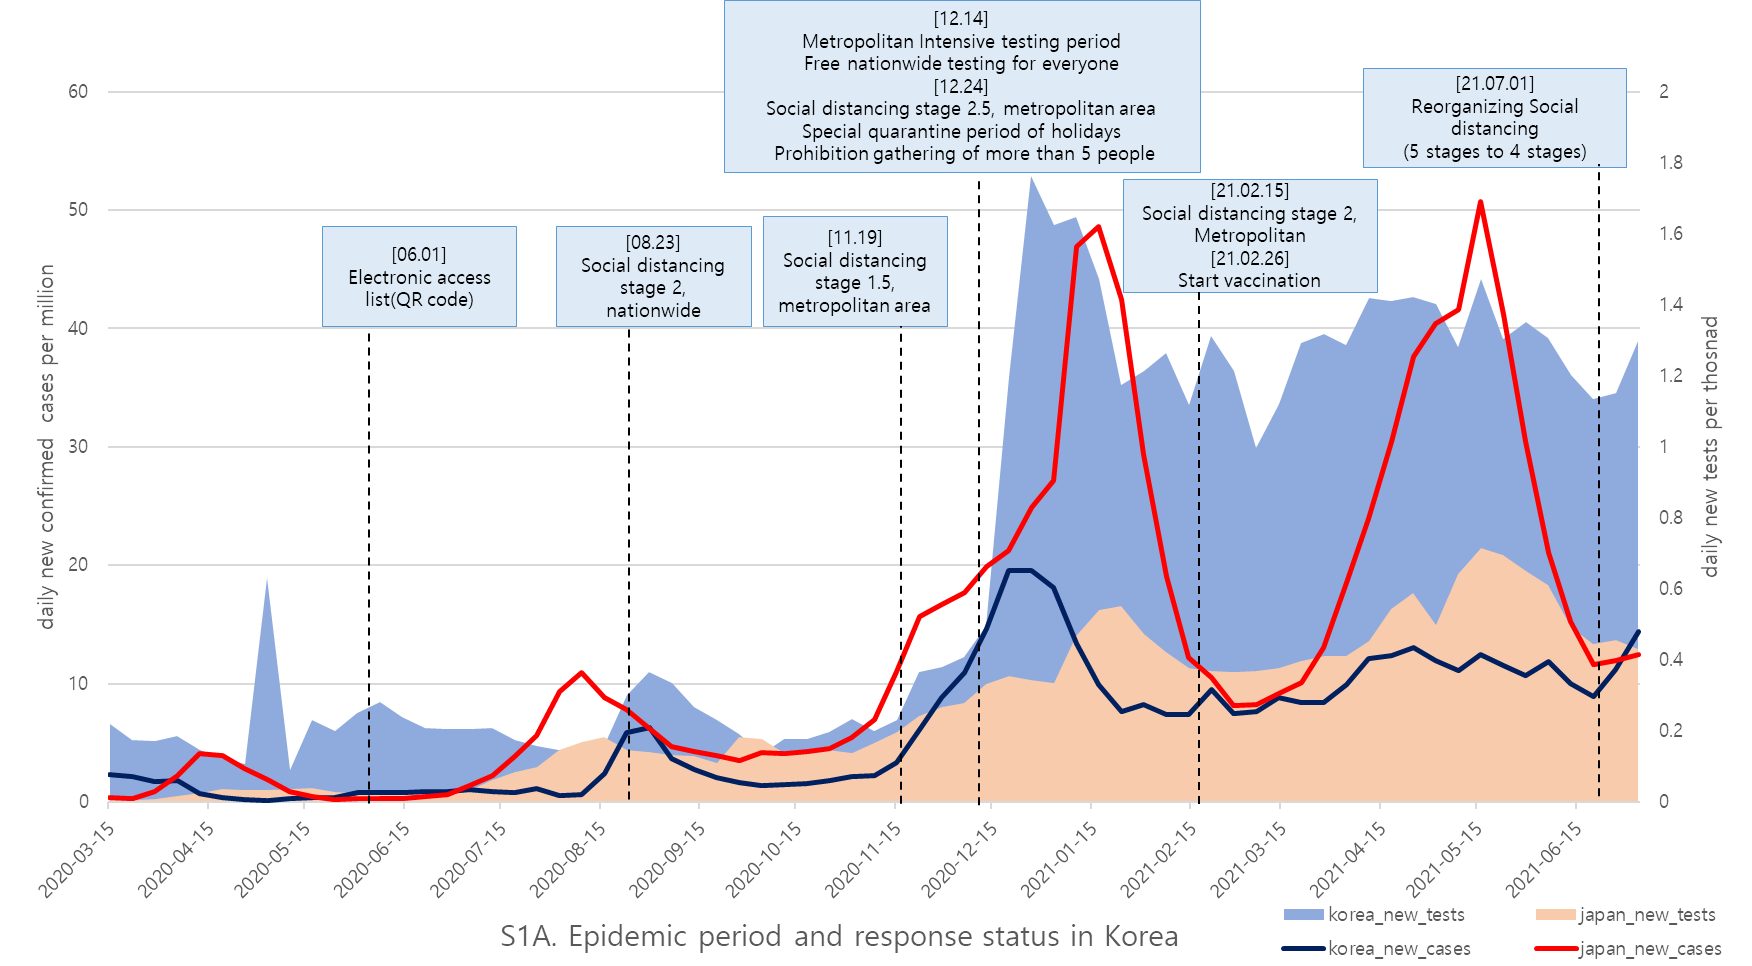 [12.14]
Metropolitan Intensive testing period
Free nationwide testing for everyone
[12.24]
Social distancing stage 2.5, metropolitan area
Special quarantine period of holidays
Prohibition gathering of more than 5 people
[21.07.01]
Reorganizing Social
distancing
(5 stages to 4 stages)
[21.02.15]
Social distancing stage 2,
Metropolitan
[21.02.26]
Start vaccination
[11.19]
Social distancing
stage 1.5,
metropolitan area
[08.23]
Social distancing
stage 2,
nationwide
[06.01]
Electronic access
list(QR code)
daily new confirmed cases per million
60
50
40
30
20
10
0
2
1.8
1.6
1.4
1.2
1
0.8
0.6
0.4
0.2
0
daily new tests per thosnad
2020-03-15
2020-04-15
2020-05-15
2020-06-15
2020-07-15
2020-08-15
2020-09-15
2020-10-15
2020-11-15
2020-12-15
2021-01-15
2021-02-15
2021-03-15
2021-04-15
2021-05-15
2021-06-15
korea_new_tests
japan_new_tests
korea_new_cases
japan_new_cases
S1A. Epidemic period and response status in Korea